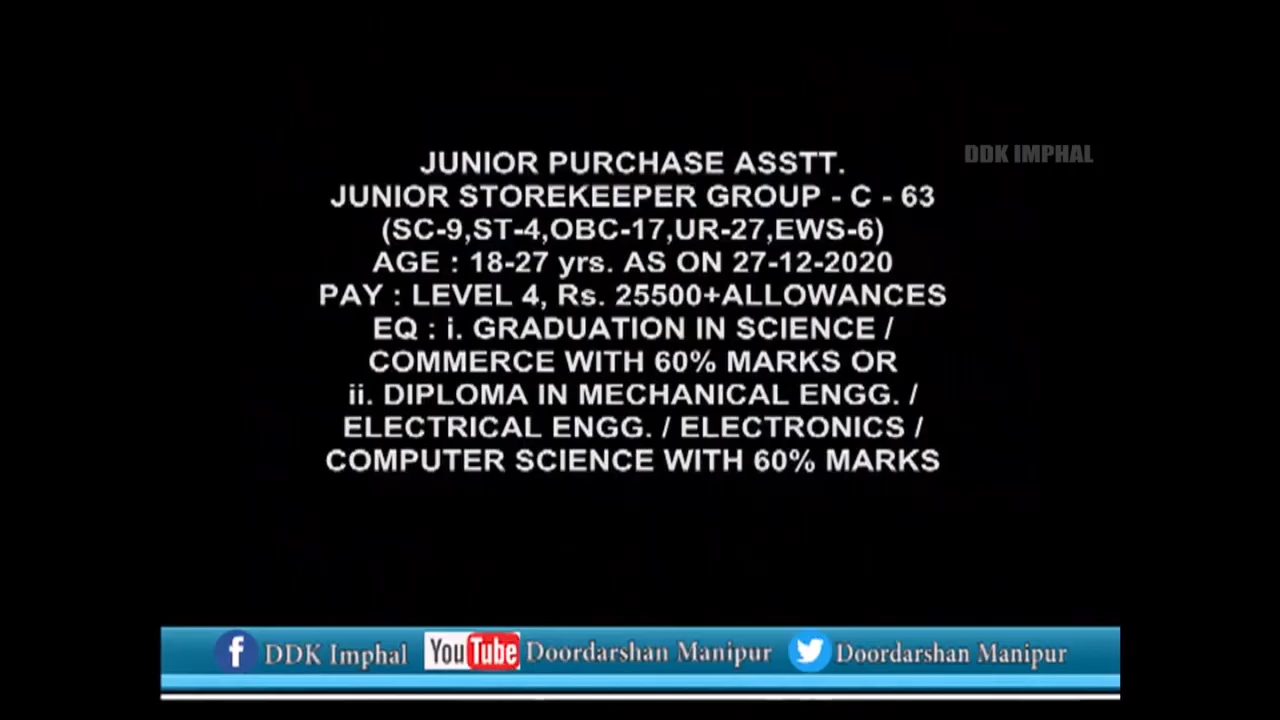 DDK IMPHAL
JUNIOR PURCHASE ASSTT.
JUNIOR STOREKEEPER GROUP - C - 63
(SC-9,ST-4,OBC-17,UR-27,EWS-6)
AGE : 18-27 yrs. AS ON 27-12-2020
PAY : LEVEL 4, Rs. 25500+ALLOWANCES
EQ : i. GRADUATION IN SCIENCE /
COMMERCE WITH 60% MARKS OR
ii. DIPLOMA IN MECHANICAL ENGG. /
ELECTRICAL ENGG. / ELECTRONICS /
COMPUTER SCIENCE WITH 60% MARKS
f DDK Imphal YouTube Doordarshan Manipur Doordarshan Manipur